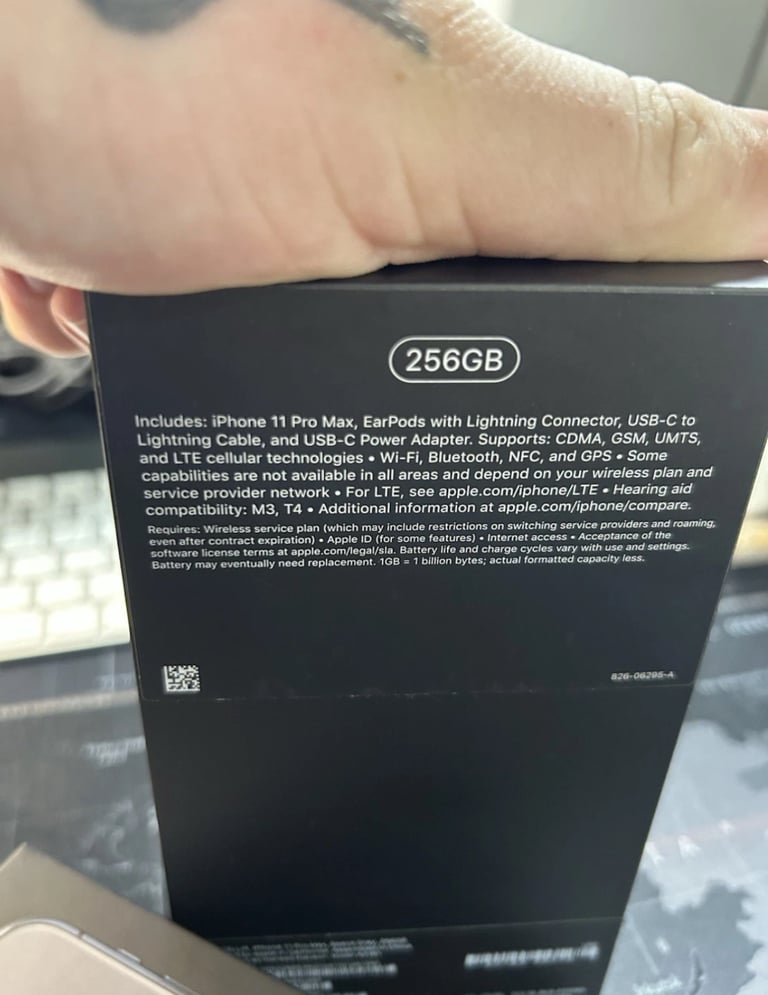 256GB
Includes: iPhone 11 Pro Max, EarPods with Lightning Connector, USB-C to
Lightning Cable, and USB-C Power Adapter. Supports: CDMA, GSM, UMTS,
and LTE cellular technologies • Wi-Fi, Bluetooth, NFC, and GPS • Some
capabilities are not available in all areas and depend on your wireless plan and
service provider network • For LTE, see apple.com/iphone/LTE • Hearing aid
compatibility: M3, T4 • Additional information at apple.com/iphone/compare.
Requires: Wireless service plan (which may include restrictions on switching service providers and roaming,
even after contract expiration) • Apple ID (for some features) • Internet access • Acceptance of the
software license terms at apple.com/legal/sla. Battery life and charge cycles vary with use and settings.
Battery may eventually need replacement. 1GB = 1 billion bytes; actual formatted capacity less.
826-06295-A
iPhone 11 Pro Max,